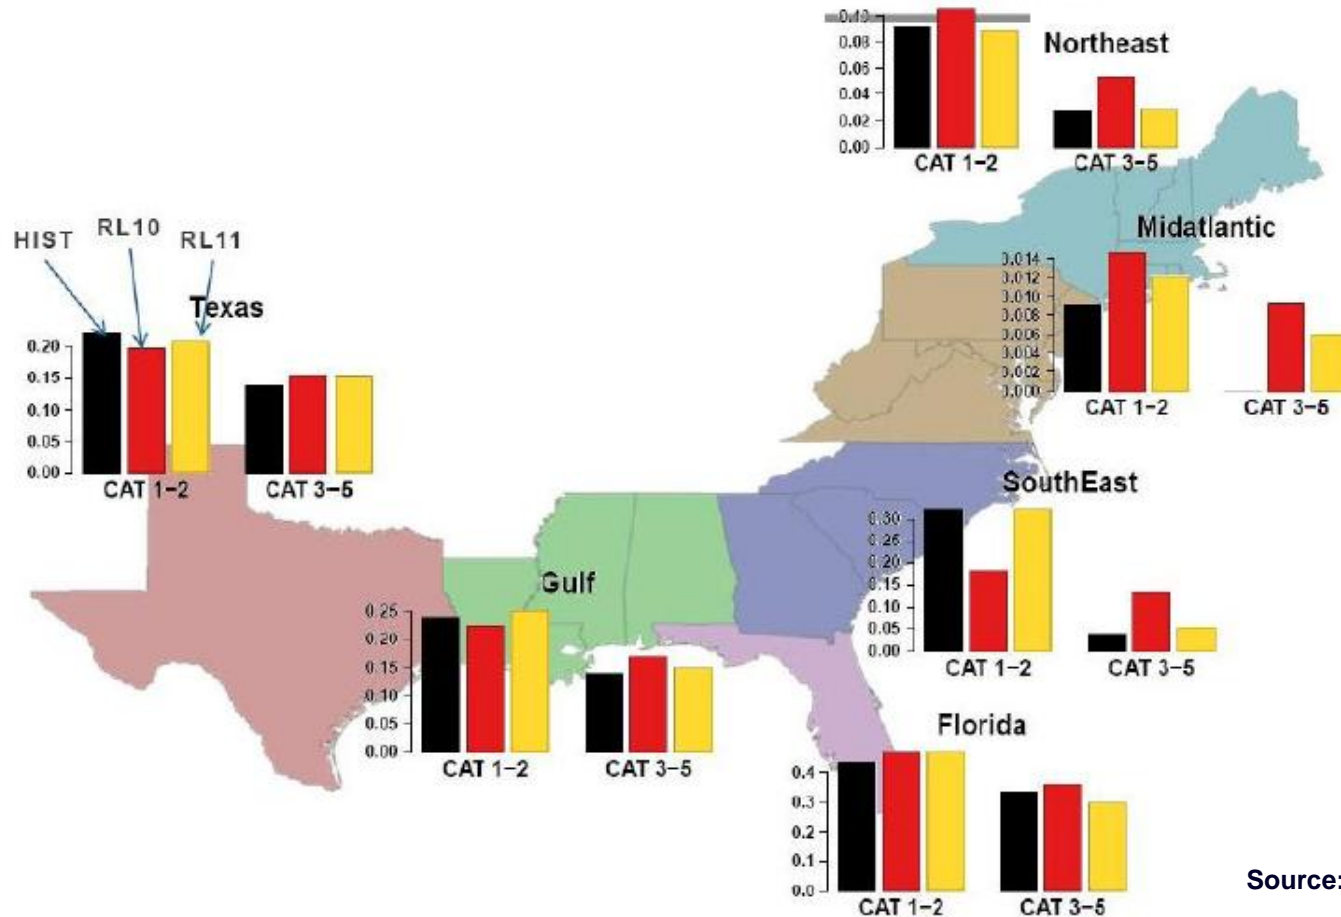 0.10
0.08
0.06
0.04
0.02
0.00
Northeast
CAT 1-2
CAT 3-5
HIST
RL10
RL11
Texas
0.20
0.15
0.10
0.05
0.00
CAT 1-2
CAT 3-5
Midatlantic
0.014
0.012
0.010
0.008
0.006
0.004
0.002
0.000
CAT 1-2
CAT 3-5
SouthEast
0.30
0.25
0.20
0.15
0.10
0.05
0.00
CAT 1-2
CAT 3-5
Gulf
0.25
0.20
0.15
0.10
0.05
0.00
CAT 1-2
CAT 3-5
Florida
0.4
0.3
0.2
0.1
0.0
CAT 1-2
CAT 3-5
Source: